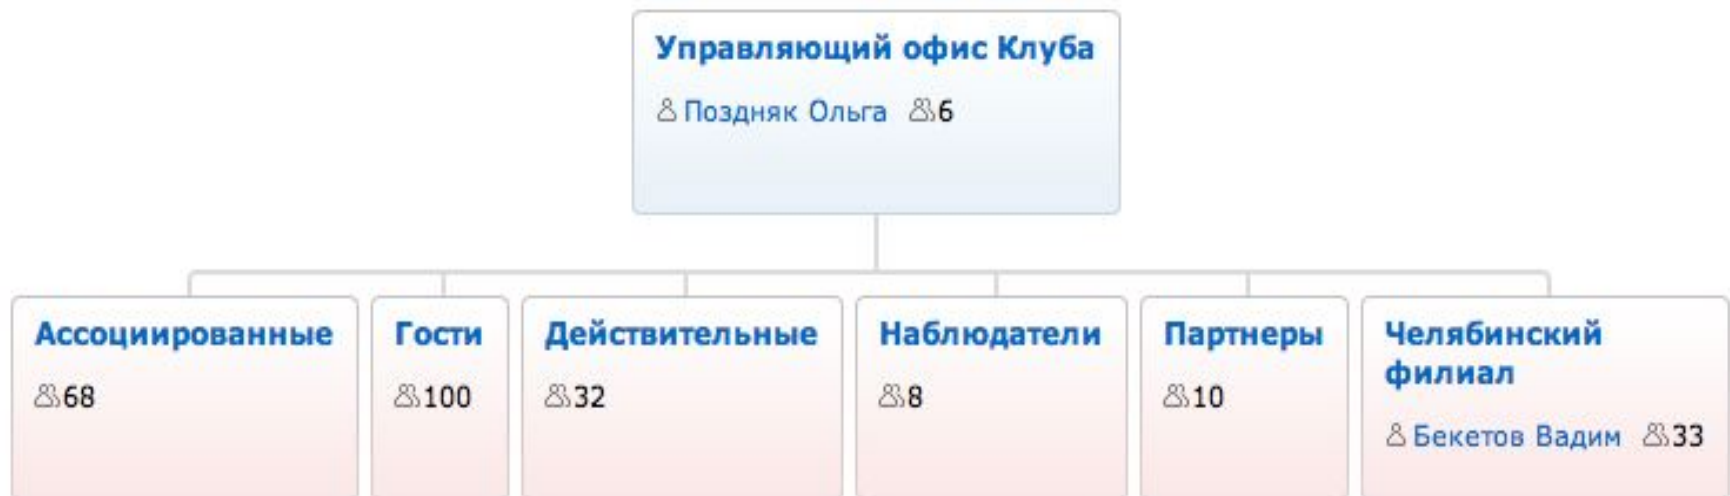 Управляющий офис Клуба
Поздняк Ольга 6
Ассоциированные
68
Гости
100
Действительные
32
Наблюдатели
8
Партнеры
10
Челябинский
филиал
Бекетов Вадим 33